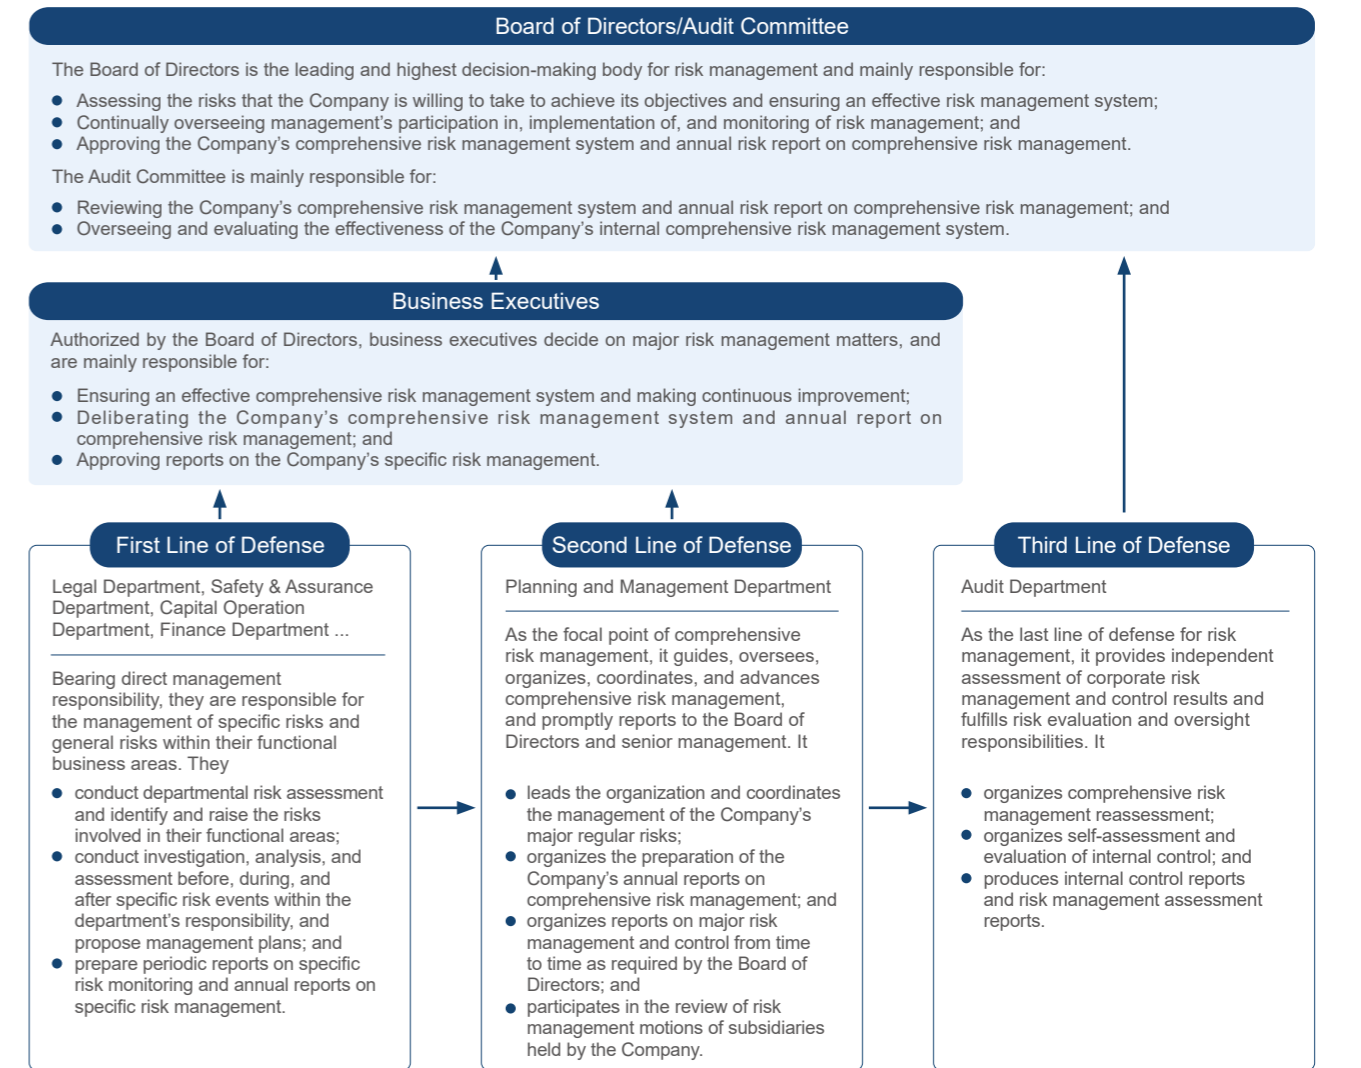 Board of Directors/Audit Committee
The Board of Directors is the leading and highest decision-making body for risk management and mainly responsible for:
● Assessing the risks that the Company is willing to take to achieve its objectives and ensuring an effective risk management system;
● Continually overseeing management’s participation in, implementation of, and monitoring of risk management; and
● Approving the Company’s comprehensive risk management system and annual risk report on comprehensive risk management.
The Audit Committee is mainly responsible for:
● Reviewing the Company’s comprehensive risk management system and annual risk report on comprehensive risk management; and
● Overseeing and evaluating the effectiveness of the Company’s internal comprehensive risk management system.
Business Executives
Authorized by the Board of Directors, business executives decide on major risk management matters, and
are mainly responsible for:
● Ensuring an effective comprehensive risk management system and making continuous improvement;
● Deliberating the Company’s comprehensive risk management system and annual report on
comprehensive risk management; and
● Approving reports on the Company’s specific risk management.
First Line of Defense
Legal Department, Safety & Assurance
Department, Capital Operation
Department, Finance Department ...
Bearing direct management
responsibility, they are responsible for
the management of specific risks and
general risks within their functional
business areas. They
● conduct departmental risk assessment
and identify and raise the risks
involved in their functional areas;
● conduct investigation, analysis, and
assessment before, during, and
after specific risk events within the
department’s responsibility, and
propose management plans; and
● prepare periodic reports on specific
risk monitoring and annual reports on
specific risk management.
Second Line of Defense
Planning and Management Department
As the focal point of comprehensive
risk management, it guides, oversees,
organizes, coordinates, and advances
comprehensive risk management,
and promptly reports to the Board of
Directors and senior management. It
● leads the organization and coordinates
the management of the Company’s
major regular risks;
● organizes the preparation of the
Company’s annual reports on
comprehensive risk management; and
● organizes reports on major risk
management and control from time
to time as required by the Board of
Directors; and
● participates in the review of risk
management motions of subsidiaries
held by the Company.
Third Line of Defense
Audit Department
As the last line of defense for risk
management, it provides independent
assessment of corporate risk
management and control results and
fulfills risk evaluation and oversight
responsibilities. It
● organizes comprehensive risk
management reassessment;
● organizes self-assessment and
evaluation of internal control; and
● produces internal control reports
and risk management assessment
reports.